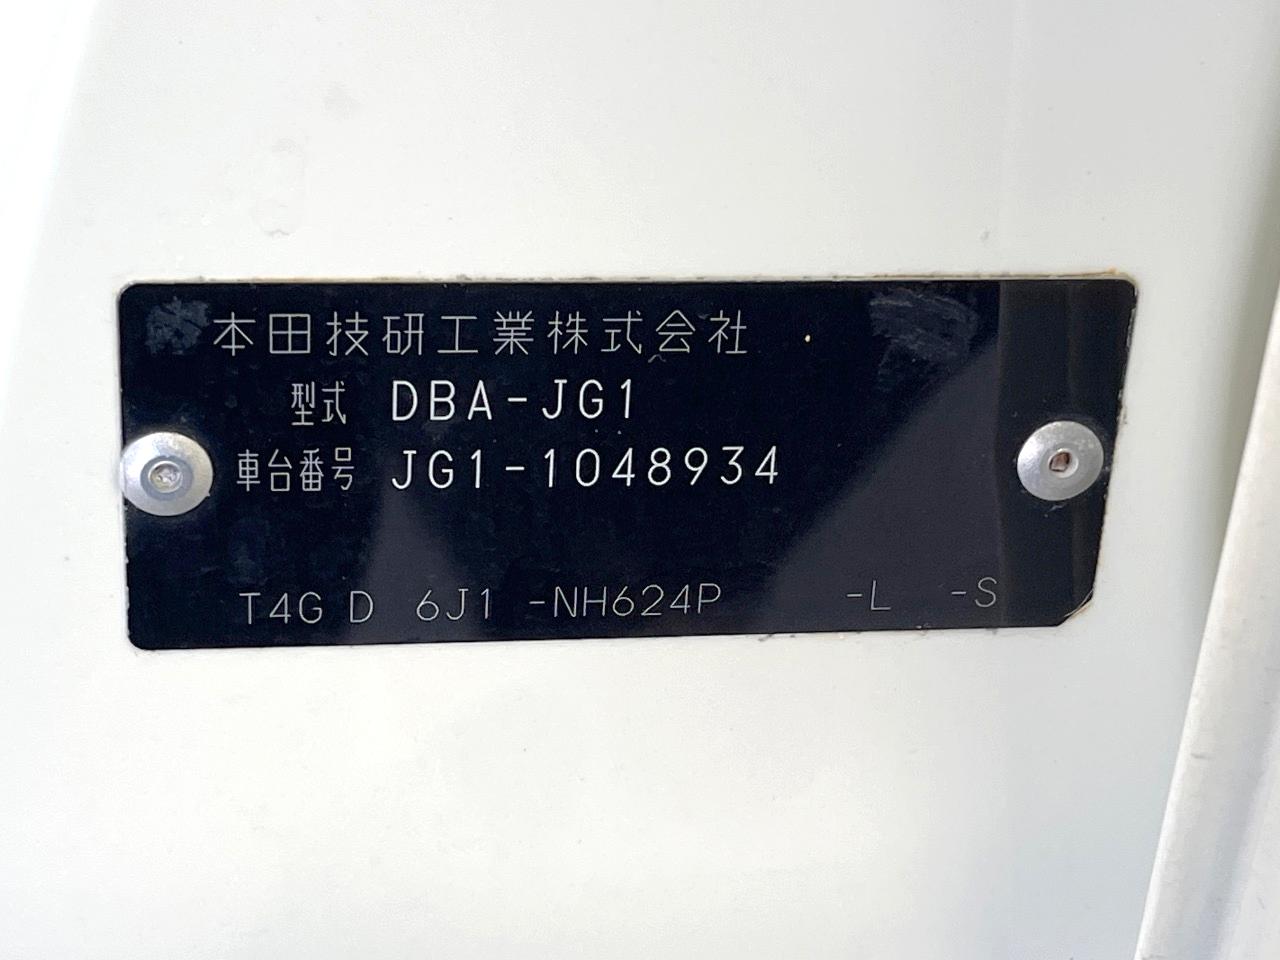 本田技研工業株式会社
型式 DBA-JG1
車台番号 JG1-1048934
T4G D 6J1 -NH624P -L -S